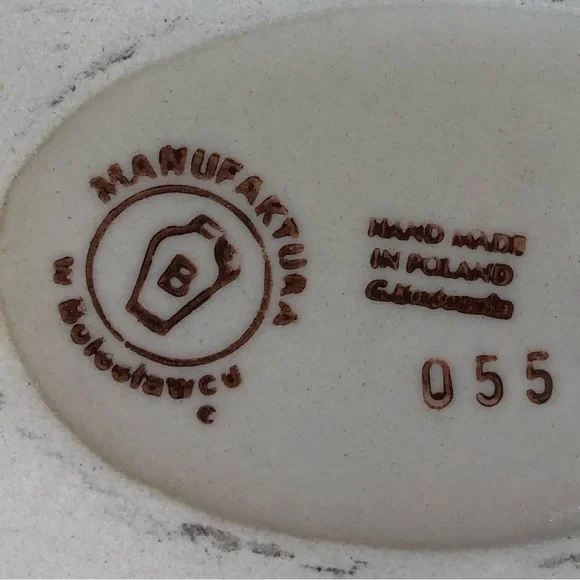 MANUFAKTURA
w Bolesławcu
B
HAND MADE
IN POLAND
055